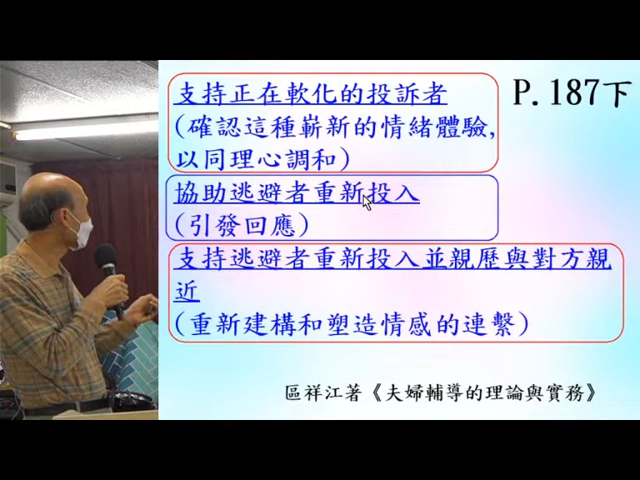 P. 187下
支持正在軟化的投訴者
(確認這種嶄新的情緒體驗,
以同理心調和)
協助逃避者重新投入
(引發回應)
支持逃避者重新投入並親歷與對方親
近
(重新建構和塑造情感的連繫)
區祥江著《夫婦輔導的理論與實務》